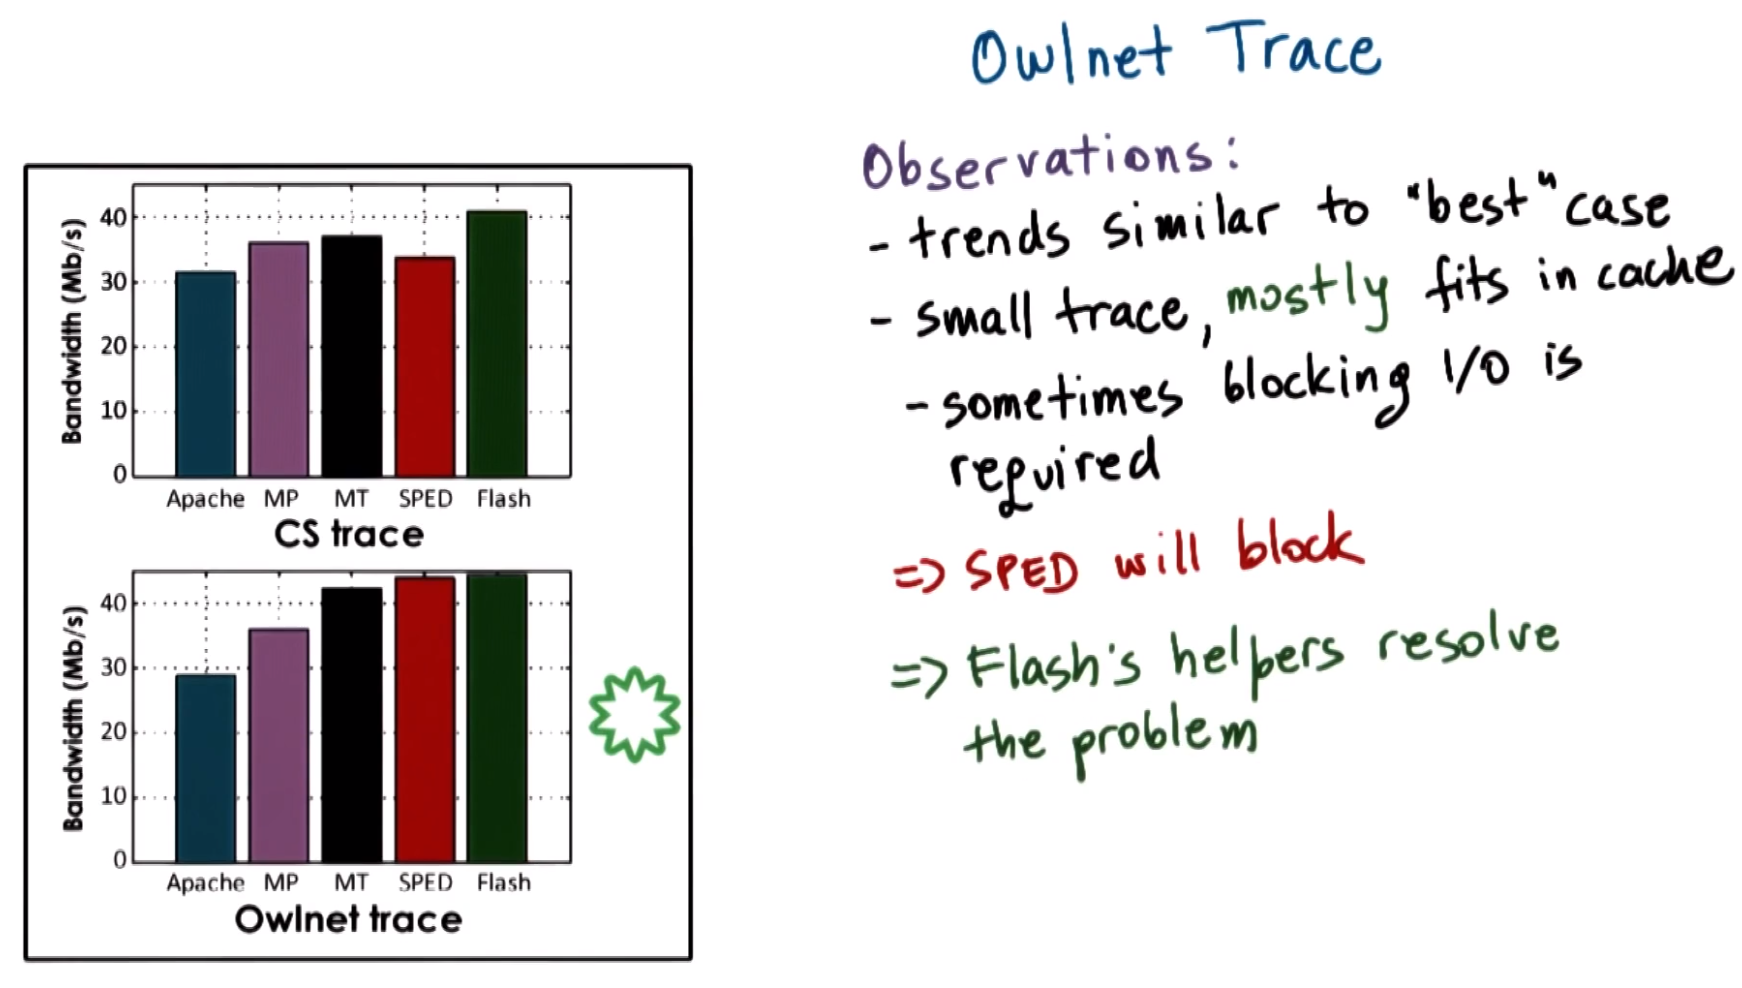 Owlnet Trace
Observations:
- trends similar to "best" case
- small trace, mostly fits in cache
- sometimes blocking I/O is
required
=> SPED will block
=> Flash's helpers resolve
the problem
Bandwidth (Mb/s)
40
30
20
10
0
Apache MP MT SPED Flash
CS trace
Bandwidth (Mb/s)
40
30
20
10
0
Apache MP MT SPED Flash
Owlnet trace